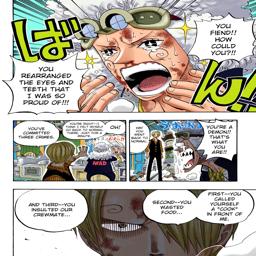 YOU
FIEND!!
HOW
COULD
YOU?!!
YOU
REARRANGED
THE EYES AND
TEETH THAT
I WAS SO
PROUD OF!!!
ば
ん!!
YOU'RE A
DEMON!!
THAT'S
WHAT
YOU
ARE!!
OH!
YOU'VE
COMMITTED
THREE CRIMES.
FIRST--YOU
CALLED
YOURSELF
A "COOK"
IN FRONT
OF ME.
SECOND--YOU
WASTED
FOOD...
AND THIRD--YOU
INSULTED OUR
CREWMATE...